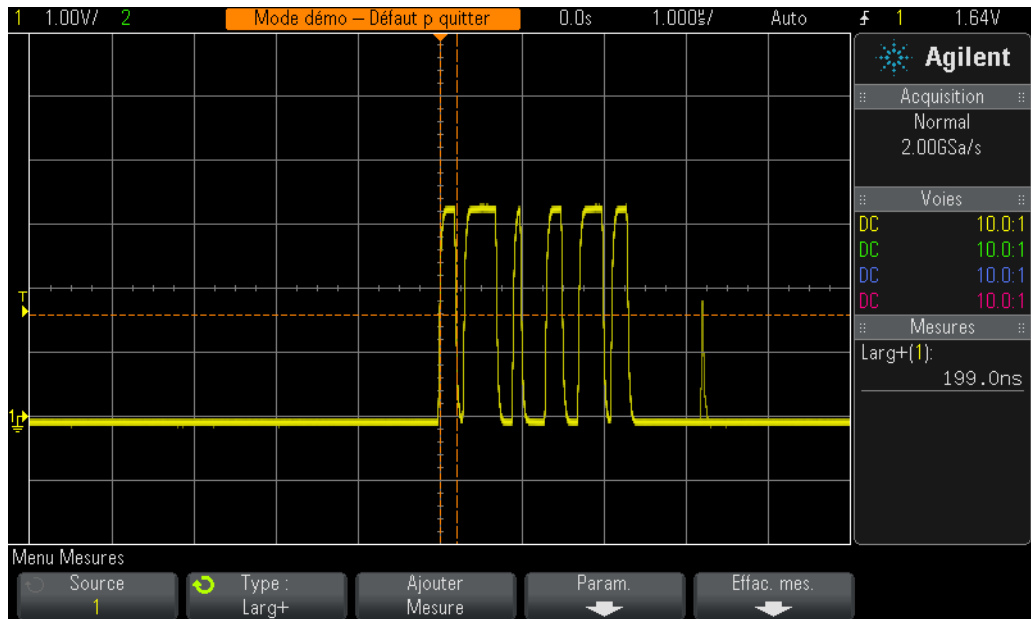 1 1.00V/ 2 Mode démo — Défaut p quitter 0.0s 1.000µs/ Auto 1 1.64V
Agilent
Acquisition
Normal
2.00GSa/s
Voies
DC 10.0:1
DC 10.0:1
DC 10.0:1
DC 10.0:1
Mesures
Larg+(1):
199.0ns
T
1
Menu Mesures
Source
1
Type :
Larg+
Ajouter
Mesure
Param.
Effac. mes.